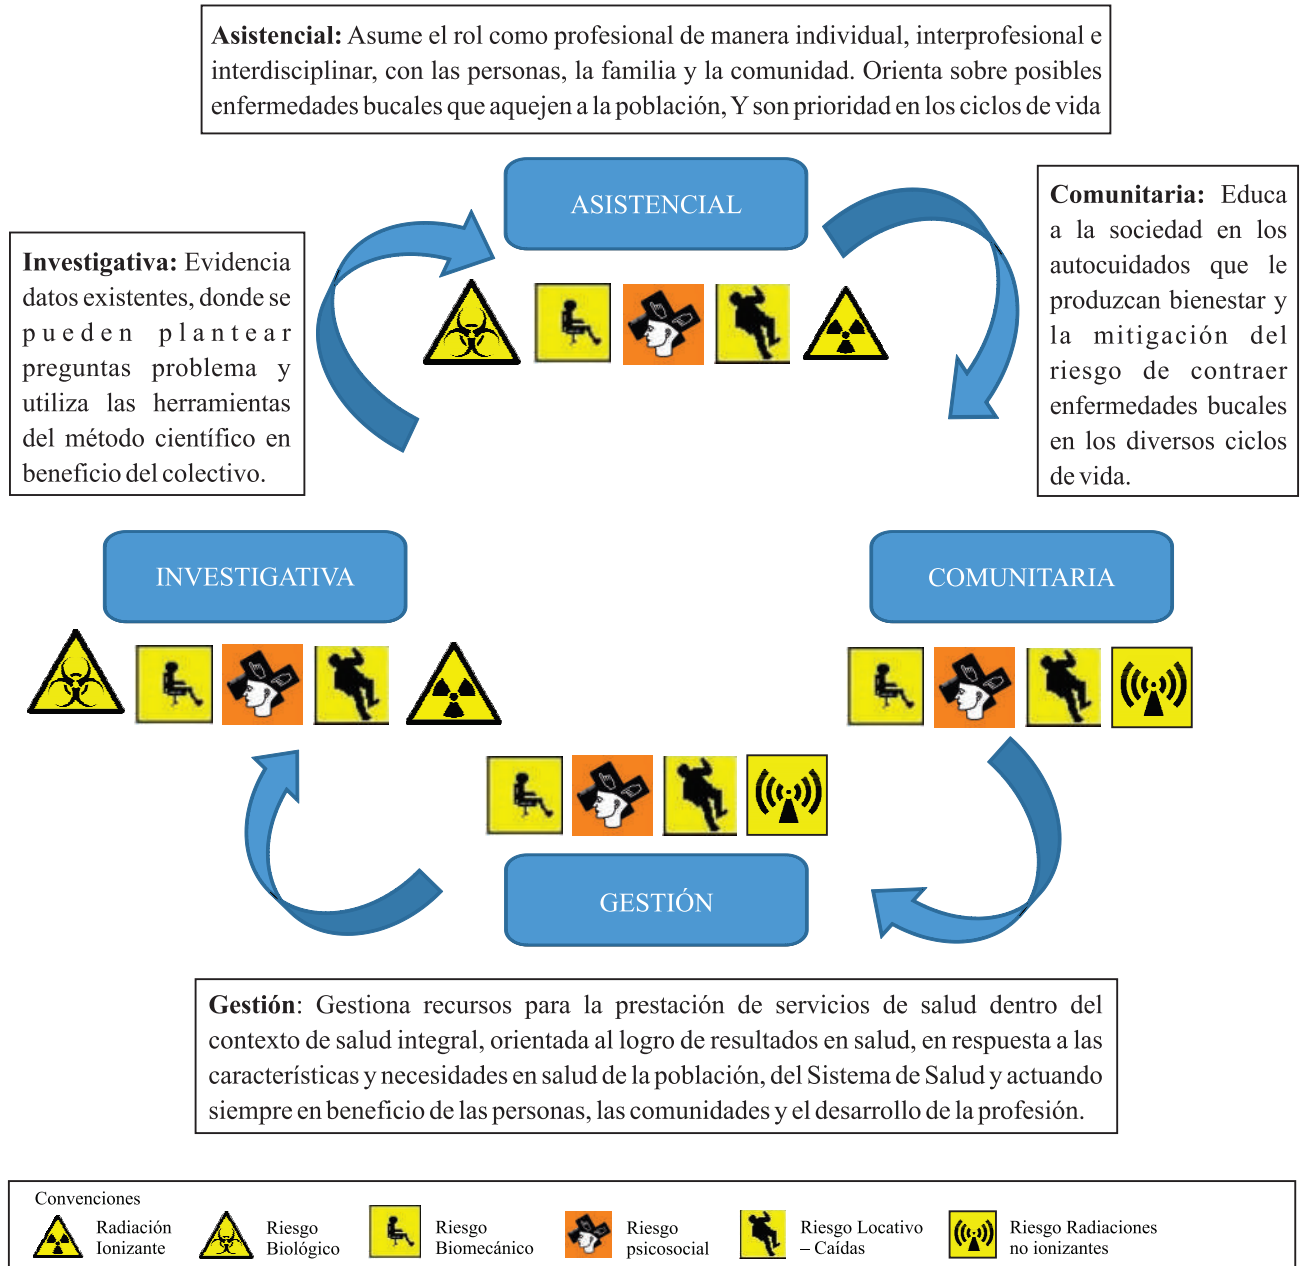 Asistencial: Asume el rol como profesional de manera individual, interprofesional e
interdisciplinar, con las personas, la familia y la comunidad. Orienta sobre posibles
enfermedades bucales que aquejen a la población, Y son prioridad en los ciclos de vida
ASISTENCIAL
Comunitaria: Educa
a la sociedad en los
autocuidados que le
produzcan bienestar y
la mitigación del
riesgo de contraer
enfermedades bucales
en los diversos ciclos
de vida.
Investigativa: Evidencia
datos existentes, donde se
pueden plantear
preguntas problema y
utiliza las herramientas
del método científico en
beneficio del colectivo.
INVESTIGATIVA
COMUNITARIA
GESTIÓN
Gestión: Gestiona recursos para la prestación de servicios de salud dentro del
contexto de salud integral, orientada al logro de resultados en salud, en respuesta a las
características y necesidades en salud de la población, del Sistema de Salud y actuando
siempre en beneficio de las personas, las comunidades y el desarrollo de la profesión.
Convenciones
Radiación
Ionizante
Riesgo
Biológico
Riesgo
Biomecánico
Riesgo
psicosocial
Riesgo Locativo
– Caídas
Riesgo Radiaciones
no ionizantes